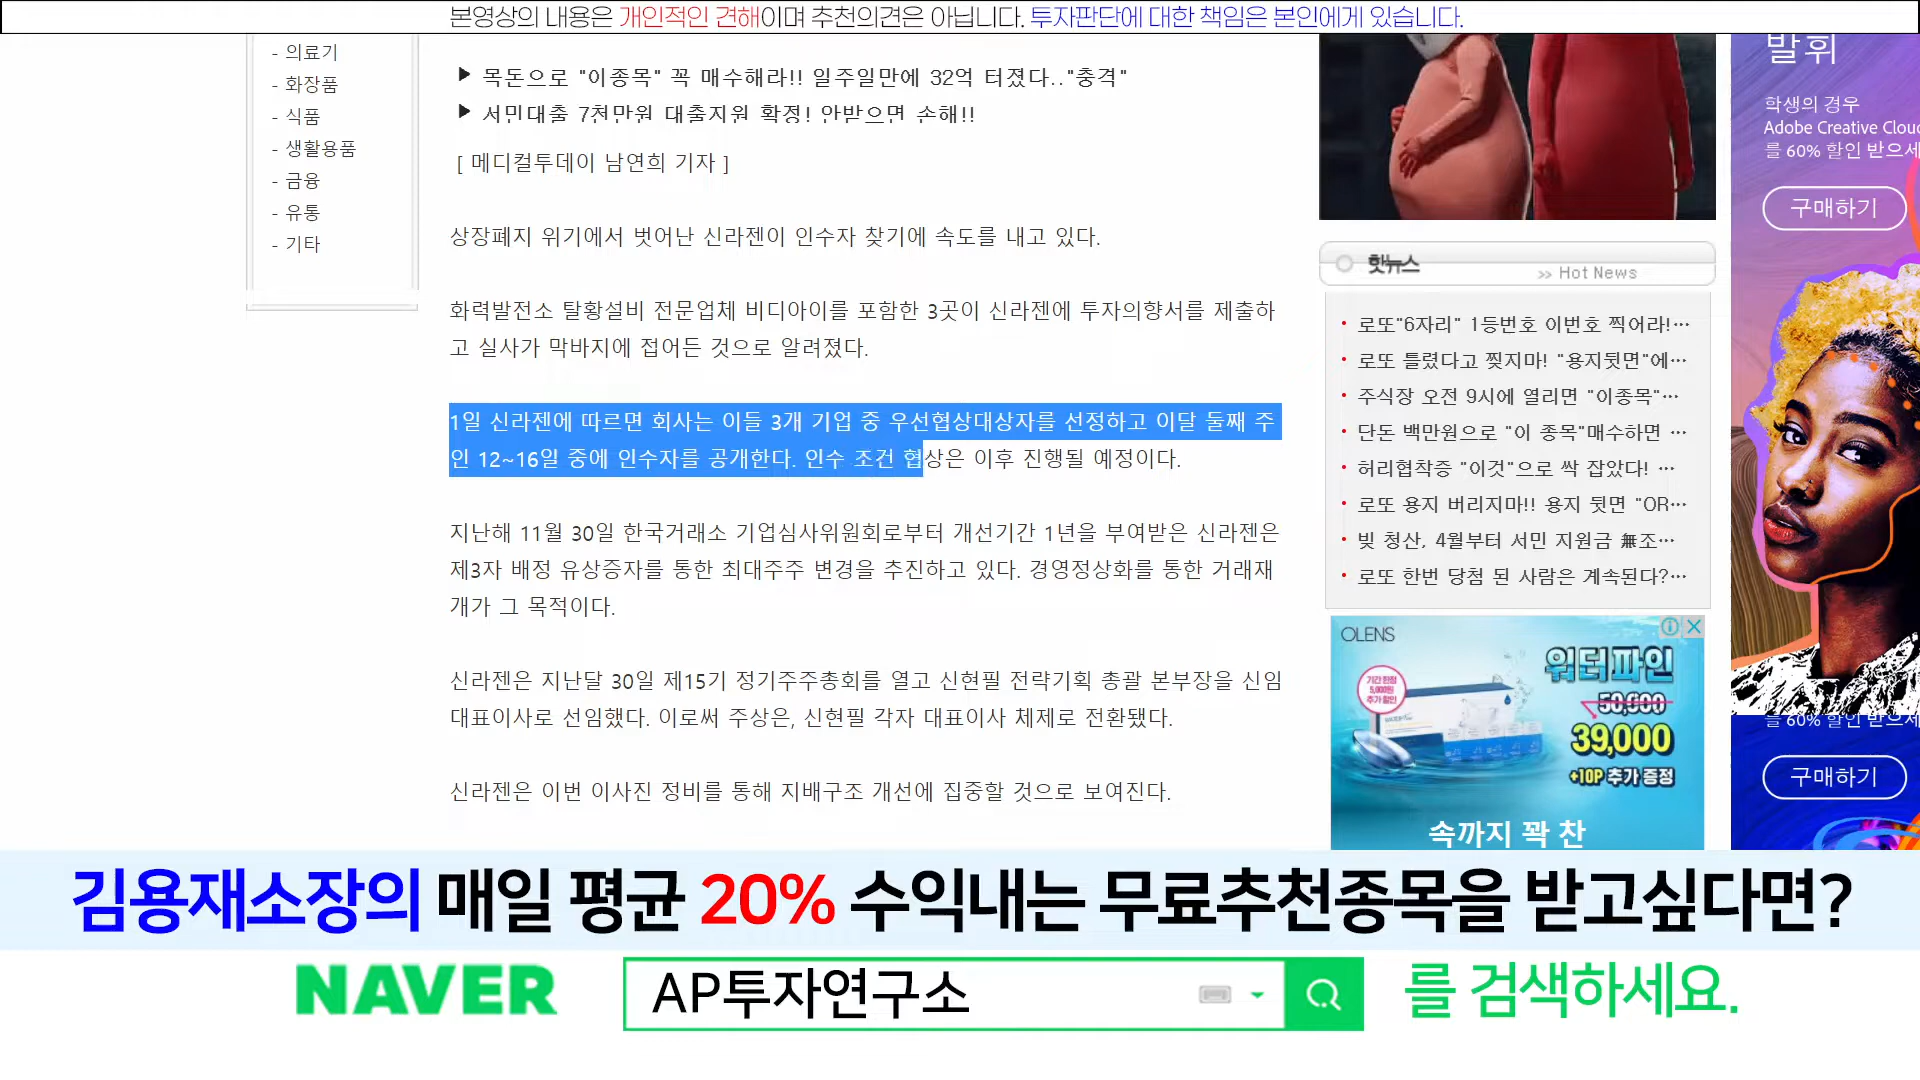 본영상의 내용은 개인적인 견해이며 추천의견은 아닙니다. 투자판단에 대한 책임은 본인에게 있습니다.
- 의료기
- 화장품
- 식품
- 생활용품
- 금융
- 유통
- 기타
▶ 목돈으로 "이종목" 꼭 매수해라!! 일주일만에 32억 터졌다.."충격"
▶ 서민대출 7천만원 대출지원 확정! 안받으면 손해!!
[ 메디컬투데이 남연희 기자 ]
상장폐지 위기에서 벗어난 신라젠이 인수자 찾기에 속도를 내고 있다.
화력발전소 탈황설비 전문업체 비디아이를 포함한 3곳이 신라젠에 투자의향서를 제출하
고 실사가 막바지에 접어든 것으로 알려졌다.
1일 신라젠에 따르면 회사는 이들 3개 기업 중 우선협상대상자를 선정하고 이달 둘째 주
인 12~16일 중에 인수자를 공개한다. 인수 조건 협상은 이후 진행될 예정이다.
지난해 11월 30일 한국거래소 기업심사위원회로부터 개선기간 1년을 부여받은 신라젠은
제3자 배정 유상증자를 통한 최대주주 변경을 추진하고 있다. 경영정상화를 통한 거래재
개가 그 목적이다.
신라젠은 지난달 30일 제15기 정기주주총회를 열고 신현필 전략기획 총괄 본부장을 신임
대표이사로 선임했다. 이로써 주상은, 신현필 각자 대표이사 체제로 전환됐다.
신라젠은 이번 이사진 정비를 통해 지배구조 개선에 집중할 것으로 보여진다.
핫뉴스 >> Hot News
로또"6자리" 1등번호 이번호 찍어라!…
로또 틀렸다고 찢지마! "용지뒷면"에…
주식장 오전 9시에 열리면 "이종목"…
단돈 백만원으로 "이 종목"매수하면 …
허리협착증 "이것"으로 싹 잡았다! …
로또 용지 버리지마!! 용지 뒷면 "OR…
빚 청산, 4월부터 서민 지원금 無조…
로또 한번 당첨 된 사람은 계속된다?…
OLENS
워터파인
기간 한정
5,000원
추가 할인
50,000
39,000
+10P 추가 증정
속까지 꽉 찬
발휘
학생의 경우
Adobe Creative Clou
를 60% 할인 받으세
구매하기
를 60% 할인 받으세
구매하기
김용재소장의 매일 평균 20% 수익내는 무료추천종목을 받고싶다면?
NAVER AP투자연구소 를 검색하세요.